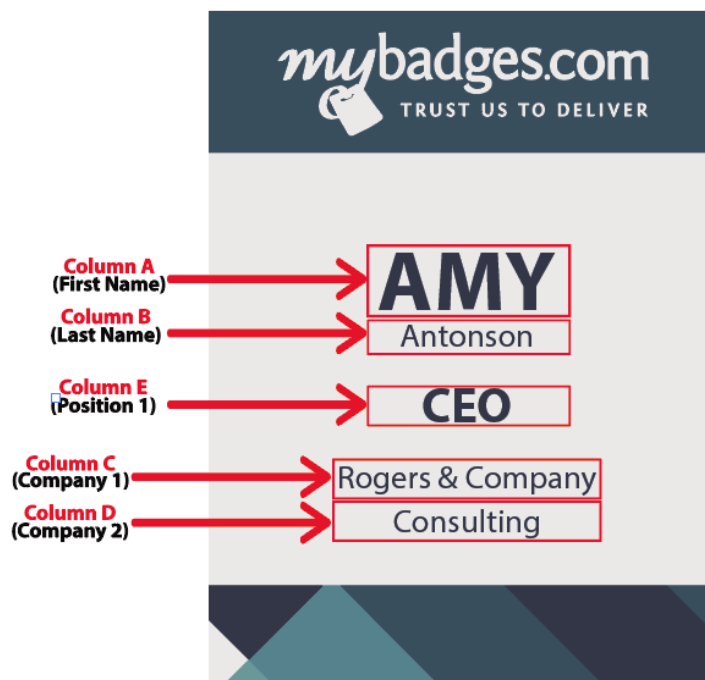 mybadges.com
TRUST US TO DELIVER
Column A
(First Name)
AMY
Column B
(Last Name)
Antonson
Column E
(Position 1)
CEO
Column C
(Company 1)
Rogers & Company
Column D
(Company 2)
Consulting